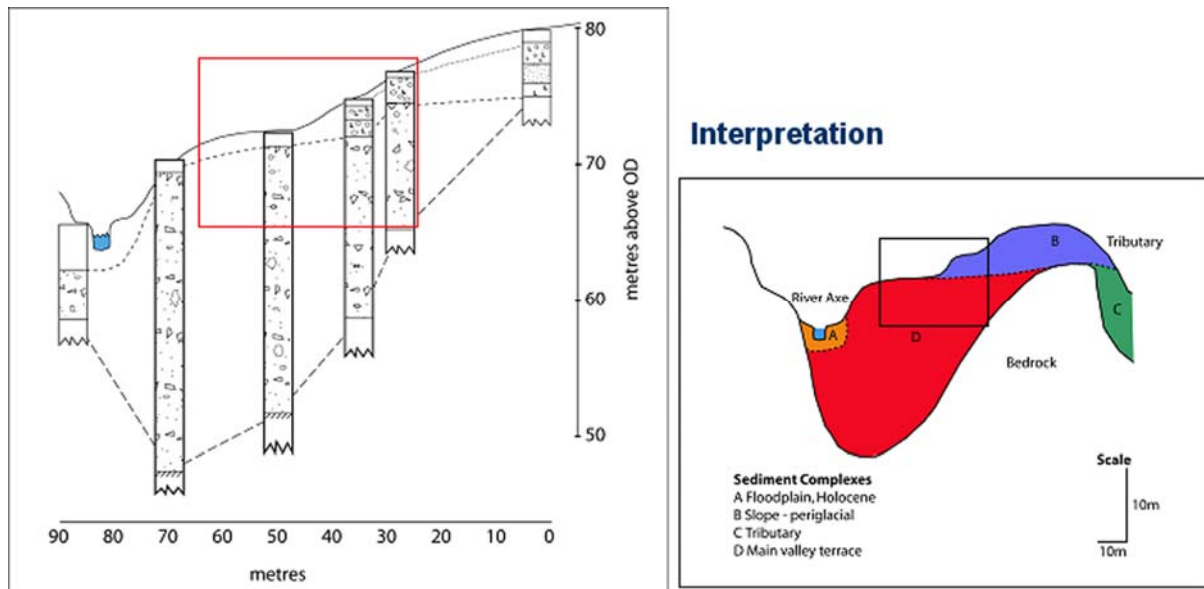 80
70
60
50
metres above OD
90 80 70 60 50 40 30 20 10 0
metres
Interpretation
B
Tributary
River Axe
C
A
D
Bedrock
Sediment Complexes
A Floodplain, Holocene
B Slope - periglacial
C Tributary
D Main valley terrace
Scale
10m
10m